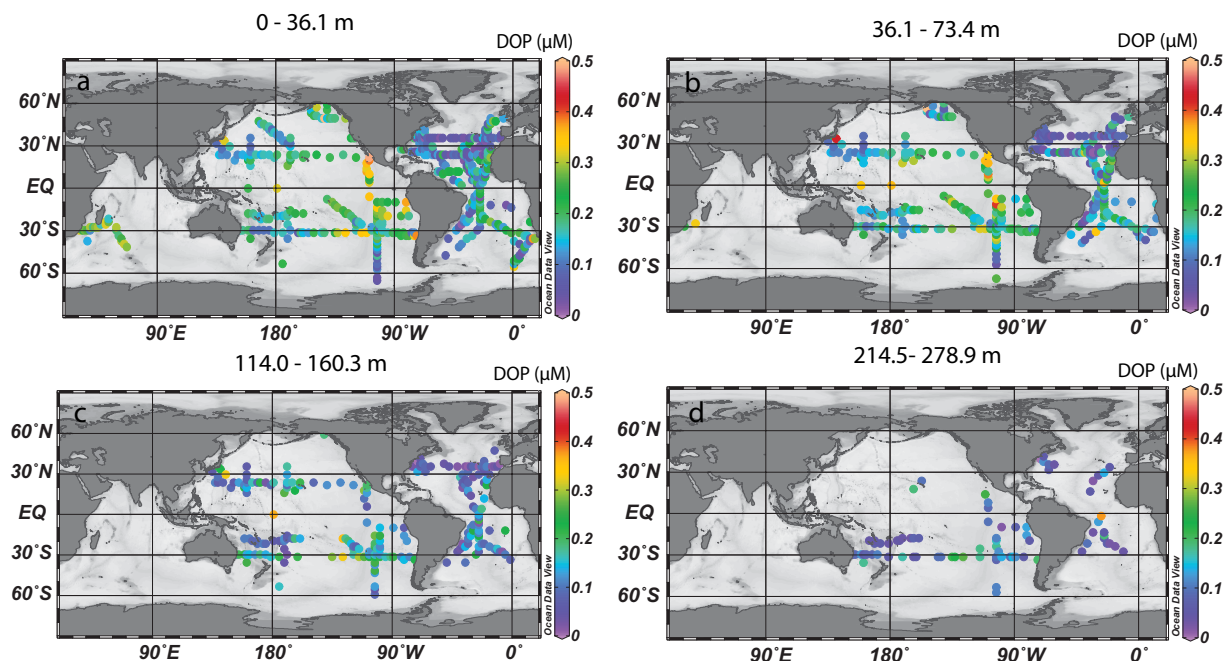 0 - 36.1 m
DOP (μM)
a
60˚N
30˚N
EQ
30˚S
60˚S
90˚E
180˚
90˚W
0˚
0.5
0.4
0.3
0.2
0.1
0
Ocean Data View
36.1 - 73.4 m
DOP (μM)
b
60˚N
30˚N
EQ
30˚S
60˚S
90˚E
180˚
90˚W
0˚
0.5
0.4
0.3
0.2
0.1
0
Ocean Data View
114.0 - 160.3 m
DOP (μM)
c
60˚N
30˚N
EQ
30˚S
60˚S
90˚E
180˚
90˚W
0˚
0.5
0.4
0.3
0.2
0.1
0
Ocean Data View
214.5- 278.9 m
DOP (μM)
d
60˚N
30˚N
EQ
30˚S
60˚S
90˚E
180˚
90˚W
0˚
0.5
0.4
0.3
0.2
0.1
0
Ocean Data View